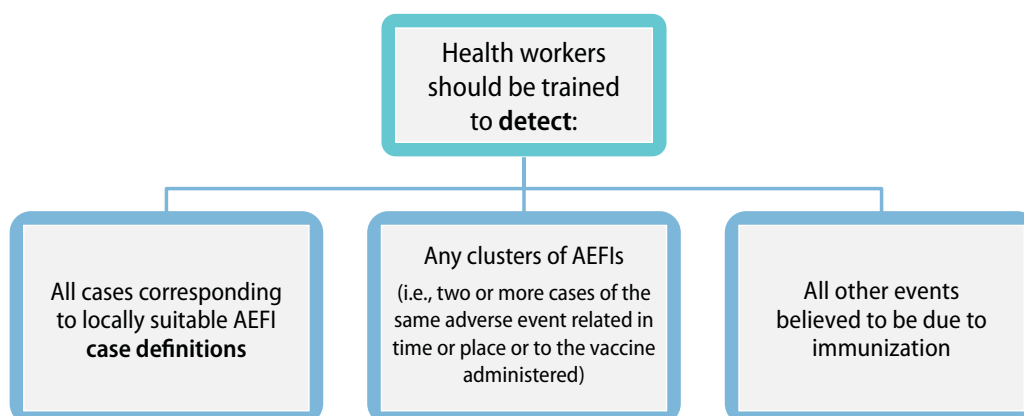 Health workers
should be trained
to detect:
All cases corresponding
to locally suitable AEFI
case definitions
Any clusters of AEFIs
(i.e., two or more cases of the
same adverse event related in
time or place or to the vaccine
administered)
All other events
believed to be due to
immunization